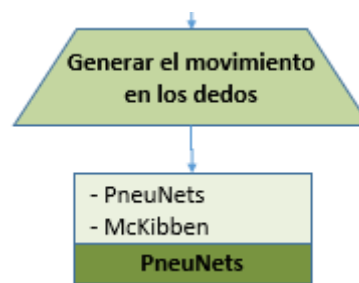 Generar el movimiento
en los dedos
- PneuNets
- McKibben
PneuNets